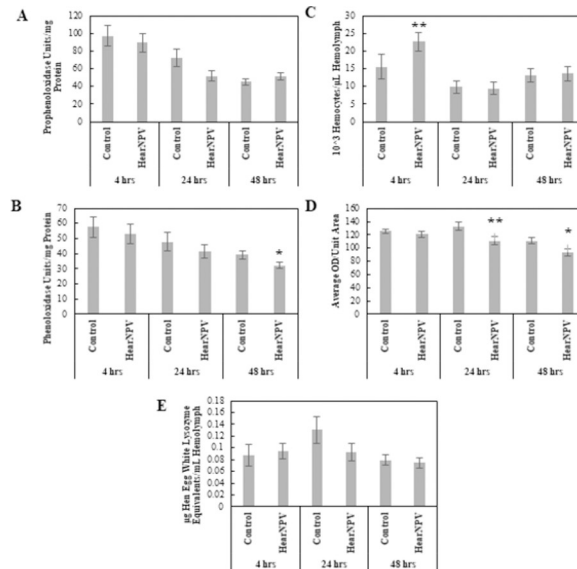 A
Prophenoloxidase Units/mg
Protein
120
100
80
60
40
20
0
Control
HearNPV
Control
HearNPV
Control
HearNPV
4 hrs
24 hrs
48 hrs
C
10^3 Hemocytes/µL Hemolymph
30
25
20
15
10
5
0
**
Control
HearNPV
Control
HearNPV
Control
HearNPV
4 hrs
24 hrs
48 hrs
B
Phenoloxidase Units/mg Protein
70
60
50
40
30
20
10
0
*
Control
HearNPV
Control
HearNPV
Control
HearNPV
4 hrs
24 hrs
48 hrs
D
Average OD/Unit Area
160
140
120
100
80
60
40
20
0
**
*
Control
HearNPV
Control
HearNPV
Control
HearNPV
4 hrs
24 hrs
48 hrs
E
µg Hen Egg White Lysozyme
Equivalents/mL Hemolymph
0.18
0.16
0.14
0.12
0.1
0.08
0.06
0.04
0.02
0
Control
HearNPV
Control
HearNPV
Control
HearNPV
4 hrs
24 hrs
48 hrs